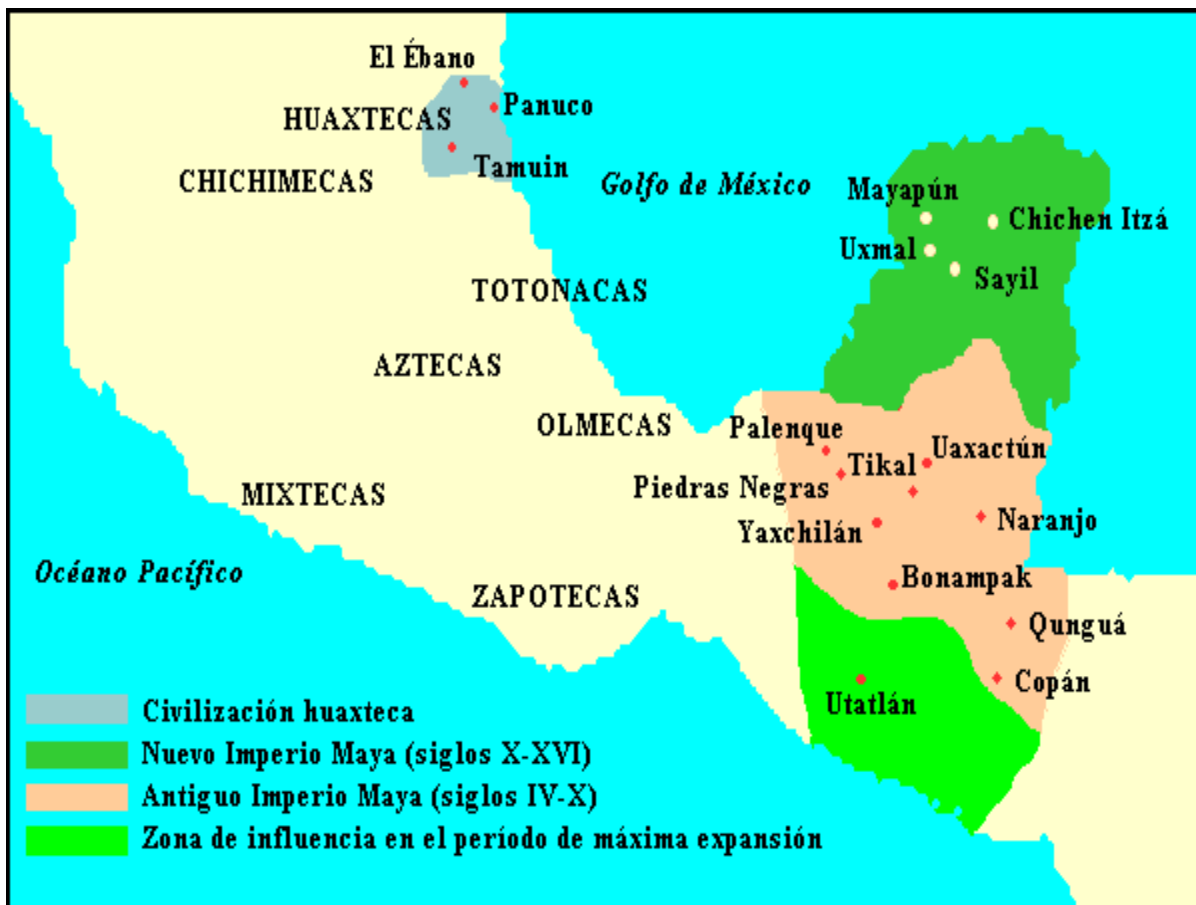 El Ébano
Panuco
HUAXTECAS
Tamuin
CHICHIMECAS
Golfo de México
Mayapún
Chichen Itzá
Uxmal
Sayil
TOTONACAS
AZTECAS
OLMECAS
Palenque
Uaxactún
Tikal
Piedras Negras
MIXTECAS
Naranjo
Yaxchilán
Océano Pacífico
Bonampak
ZAPOTECAS
Qunguá
Copán
Utatlán
Civilización huaxteca
Nuevo Imperio Maya (siglos X-XVI)
Antiguo Imperio Maya (siglos IV-X)
Zona de influencia en el período de máxima expansión